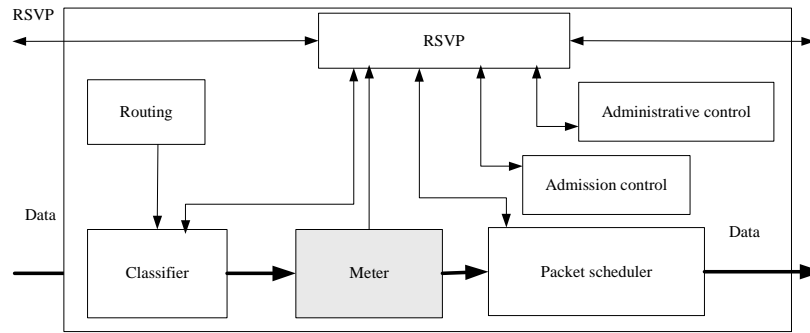 RSVP
RSVP
Routing
Administrative control
Admission control
Data
Data
Classifier
Meter
Packet scheduler